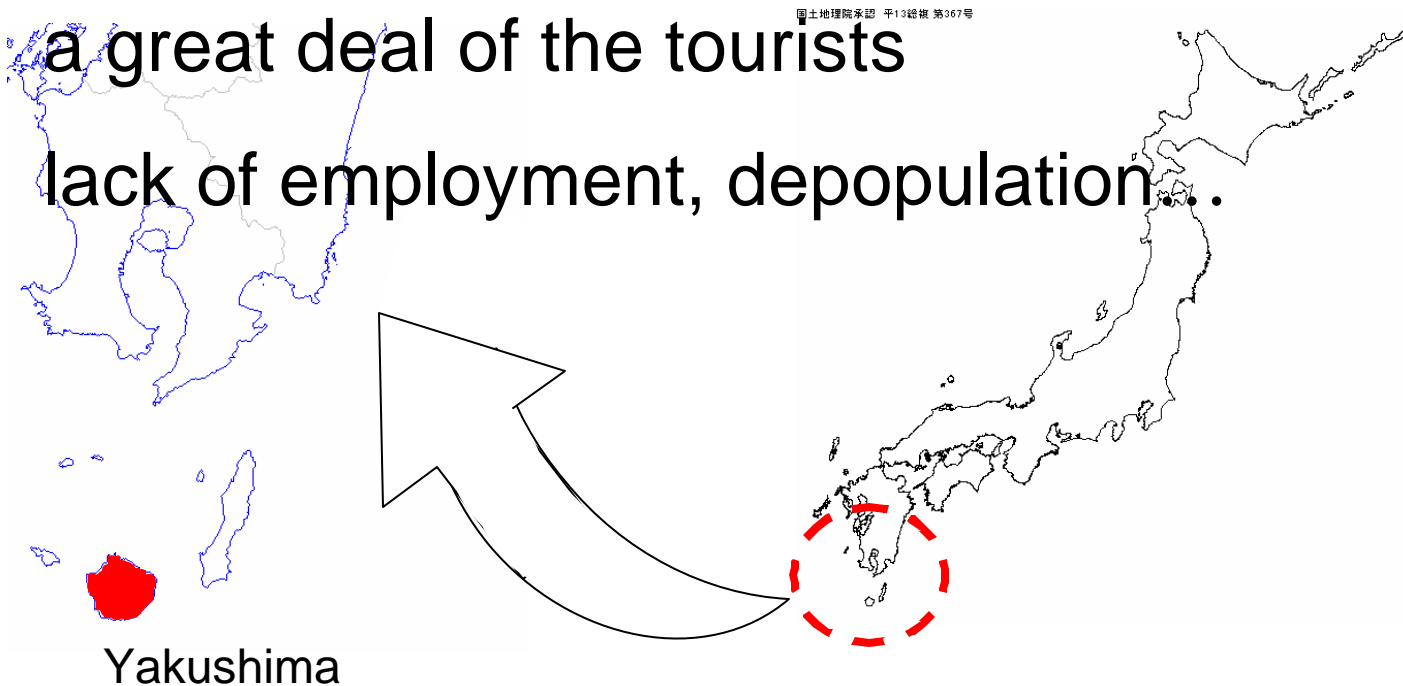 国土地理院承認 平13総複 第367号
a great deal of the tourists
lack of employment, depopulation…
Yakushima